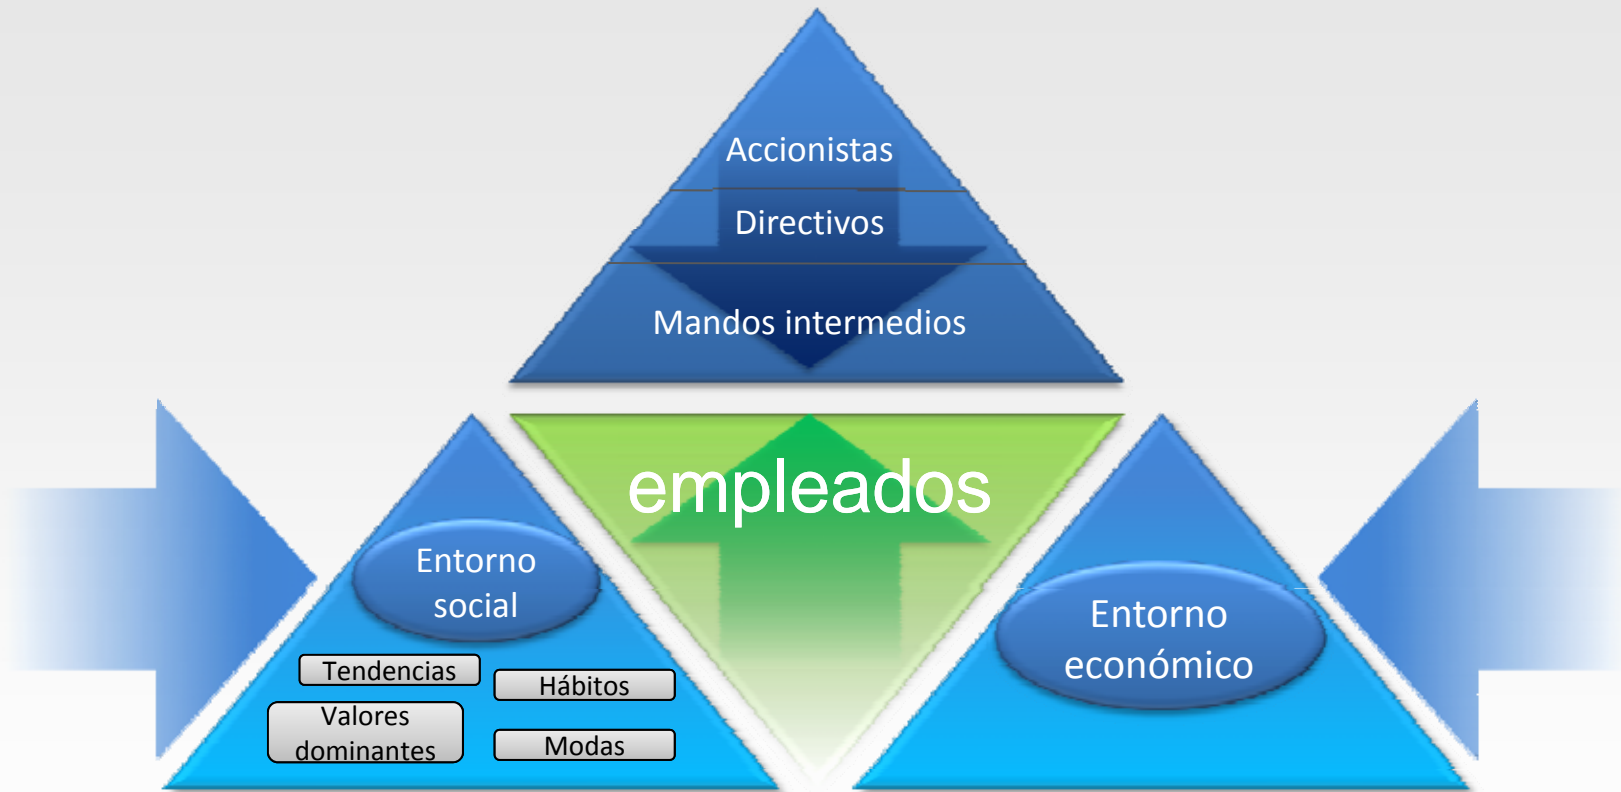 Accionistas
Directivos
Mandos intermedios
empleados
Entorno
social
Tendencias
Hábitos
Valores
dominantes
Modas
Entorno
económico